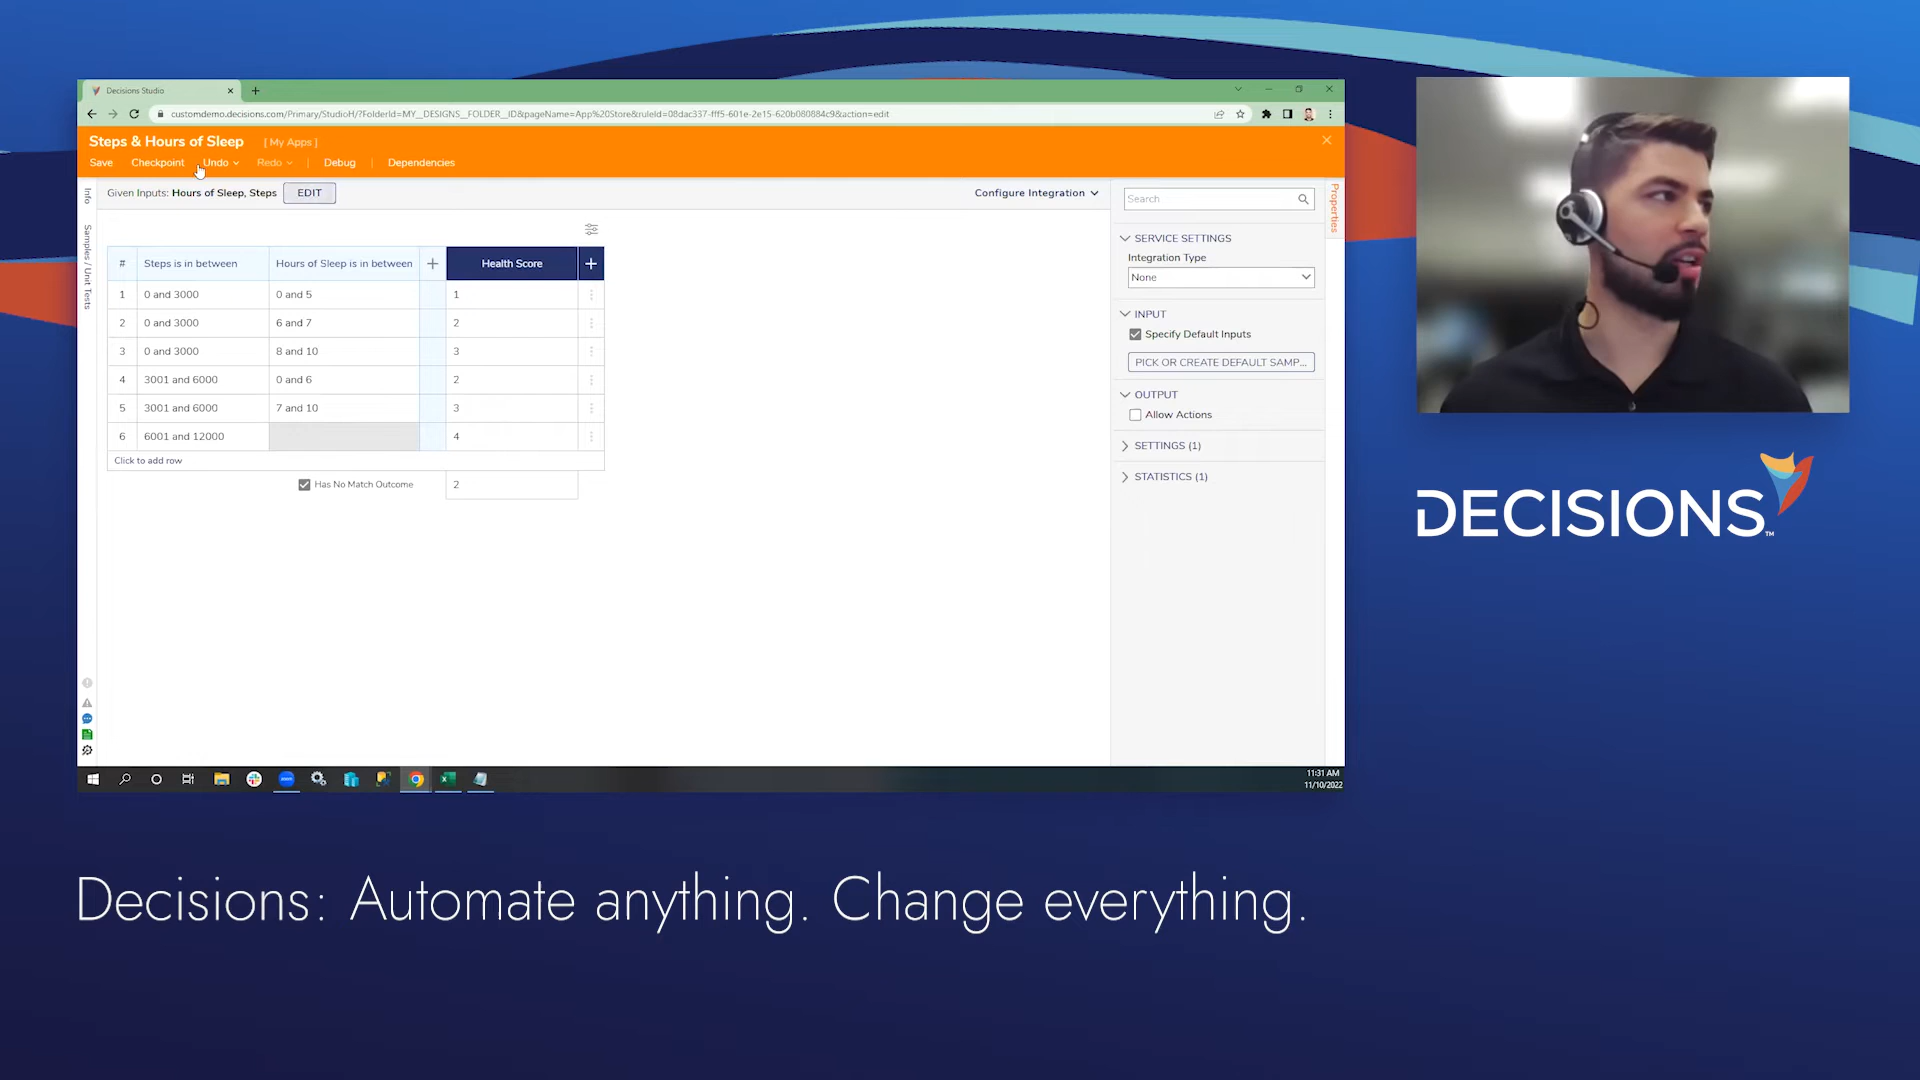 Decisions Studio
customdemo.decisions.com/Primary/StudioH/?FolderId=MY__DESIGNS__FOLDER__ID&pageName=App%20Store&ruleId=08dac337-fff5-601e-2e15-620b080884c9&action=edit
Steps & Hours of Sleep [ My Apps ]
Save Checkpoint Undo Redo | Debug | Dependencies
Info
Samples / Unit Tests
Given Inputs: Hours of Sleep, Steps EDIT
Configure Integration
# Steps is in between Hours of Sleep is in between + Health Score +
1 0 and 3000 0 and 5 1
2 0 and 3000 6 and 7 2
3 0 and 3000 8 and 10 3
4 3001 and 6000 0 and 6 2
5 3001 and 6000 7 and 10 3
6 6001 and 12000 4
Click to add row
Has No Match Outcome 2
Search
Properties
SERVICE SETTINGS
Integration Type
None
INPUT
Specify Default Inputs
PICK OR CREATE DEFAULT SAMP...
OUTPUT
Allow Actions
SETTINGS (1)
STATISTICS (1)
11:31 AM
11/10/2022
DECISIONS™
Decisions: Automate anything. Change everything.